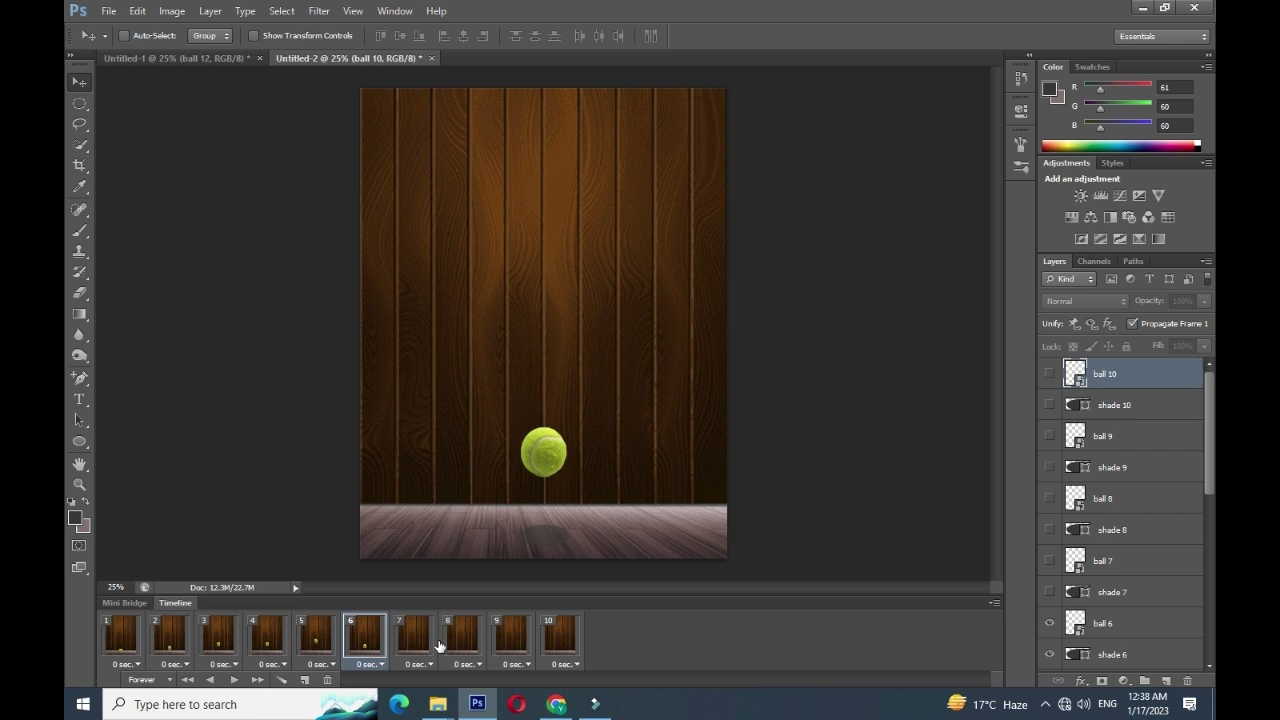 Ps File Edit Image Layer Type Select Filter View Window Help
Auto-Select: Group Show Transform Controls Essentials
Untitled-1 @ 25% (ball 12, RGB/8) * × Untitled-2 @ 25% (ball 10, RGB/8) * ×
Color Swatches
R 61
G 60
B 60
Adjustments Styles
Add an adjustment
Layers Channels Paths
Kind
Normal Opacity: 100%
Unify: Propagate Frame 1
Lock: Fill: 100%
ball 10
shade 10
ball 9
shade 9
ball 8
shade 8
ball 7
shade 7
ball 6
shade 6
25% Doc: 12.3M/22.7M
Mini Bridge Timeline
1 2 3 4 5 6 7 8 9 10
0 sec. 0 sec. 0 sec. 0 sec. 0 sec. 0 sec. 0 sec. 0 sec. 0 sec. 0 sec.
Forever
Type here to search
Ps
17°C Haze
ENG
12:38 AM
1/17/2023